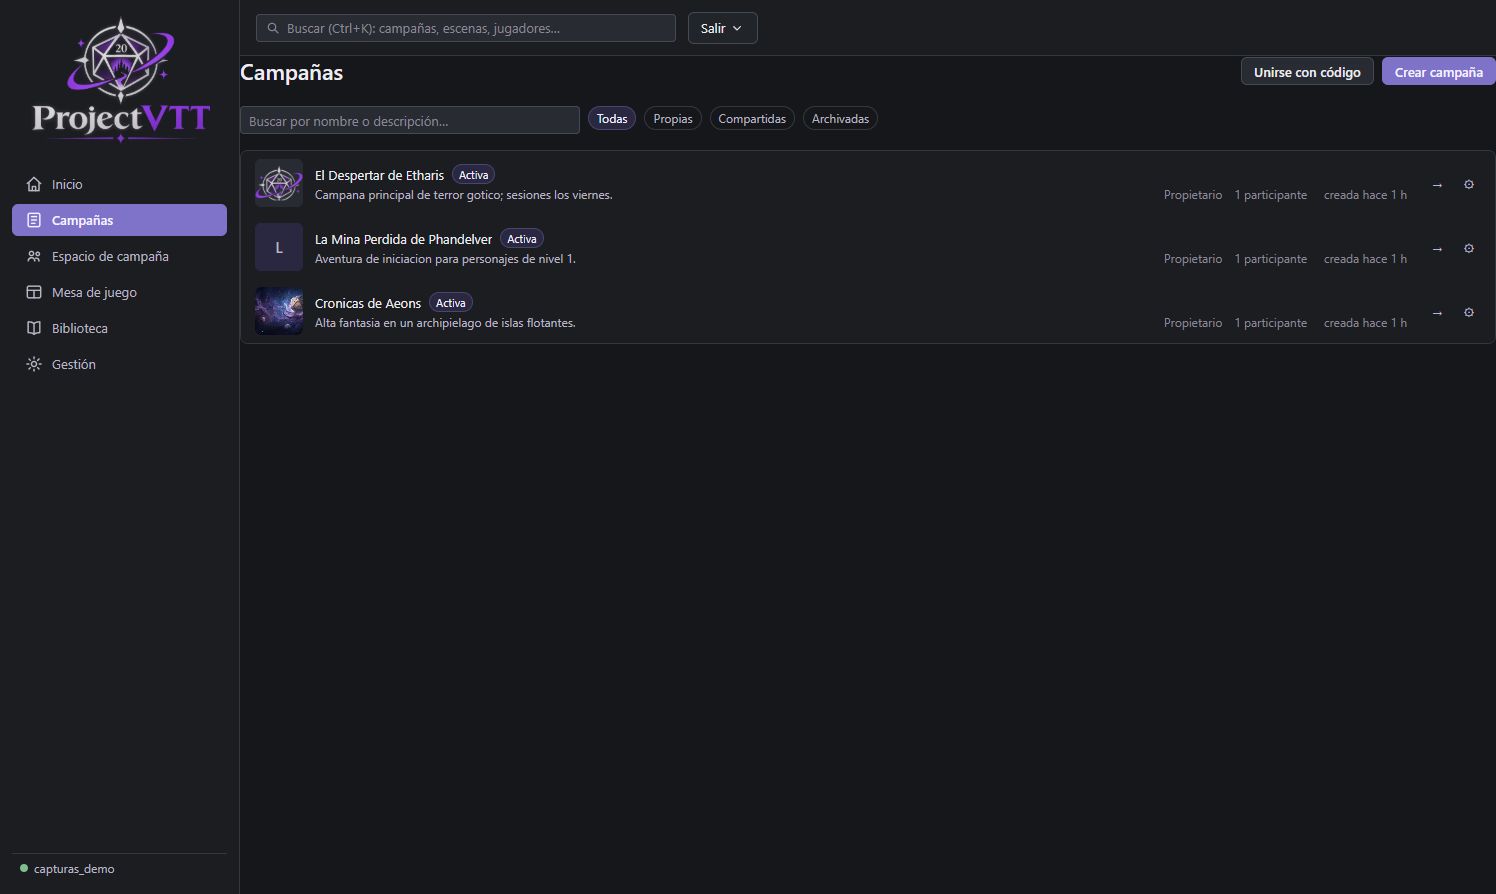 20
ProjectVTT
Inicio
Campañas
Espacio de campaña
Mesa de juego
Biblioteca
Gestión
capturas_demo
Buscar (Ctrl+K): campañas, escenas, jugadores...
Salir
Campañas
Unirse con código
Crear campaña
Buscar por nombre o descripción...
Todas
Propias
Compartidas
Archivadas
El Despertar de Etharis Activa
Campana principal de terror gotico; sesiones los viernes.
Propietario 1 participante creada hace 1 h →
L
La Mina Perdida de Phandelver Activa
Aventura de iniciacion para personajes de nivel 1.
Propietario 1 participante creada hace 1 h →
Cronicas de Aeons Activa
Alta fantasia en un archipielago de islas flotantes.
Propietario 1 participante creada hace 1 h →